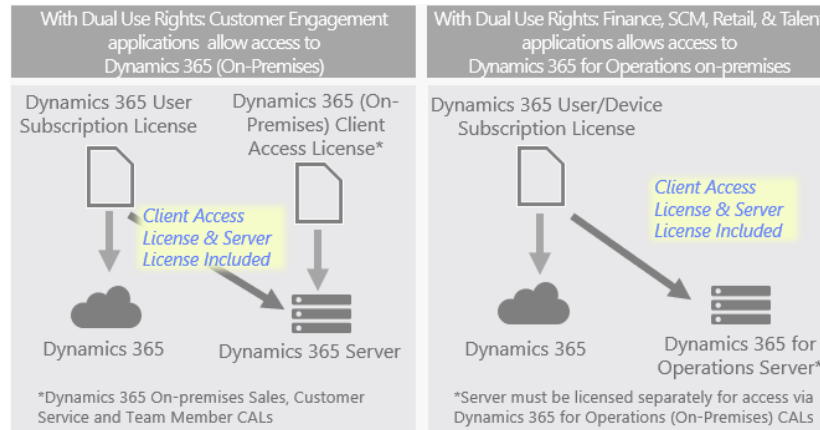 With Dual Use Rights: Customer Engagement
applications allow access to
Dynamics 365 (On-Premises)
Dynamics 365 User
Subscription License
Dynamics 365 (On-
Premises) Client
Access License*
Client Access
License & Server
License Included
Dynamics 365
Dynamics 365 Server
*Dynamics 365 On-premises Sales, Customer
Service and Team Member CALs
With Dual Use Rights: Finance, SCM, Retail, & Talent
applications allows access to
Dynamics 365 for Operations on-premises
Dynamics 365 User/Device
Subscription License
Client Access
License & Server
License Included
Dynamics 365
Dynamics 365 for
Operations Server*
*Server must be licensed separately for access via
Dynamics 365 for Operations (On-Premises) CALs